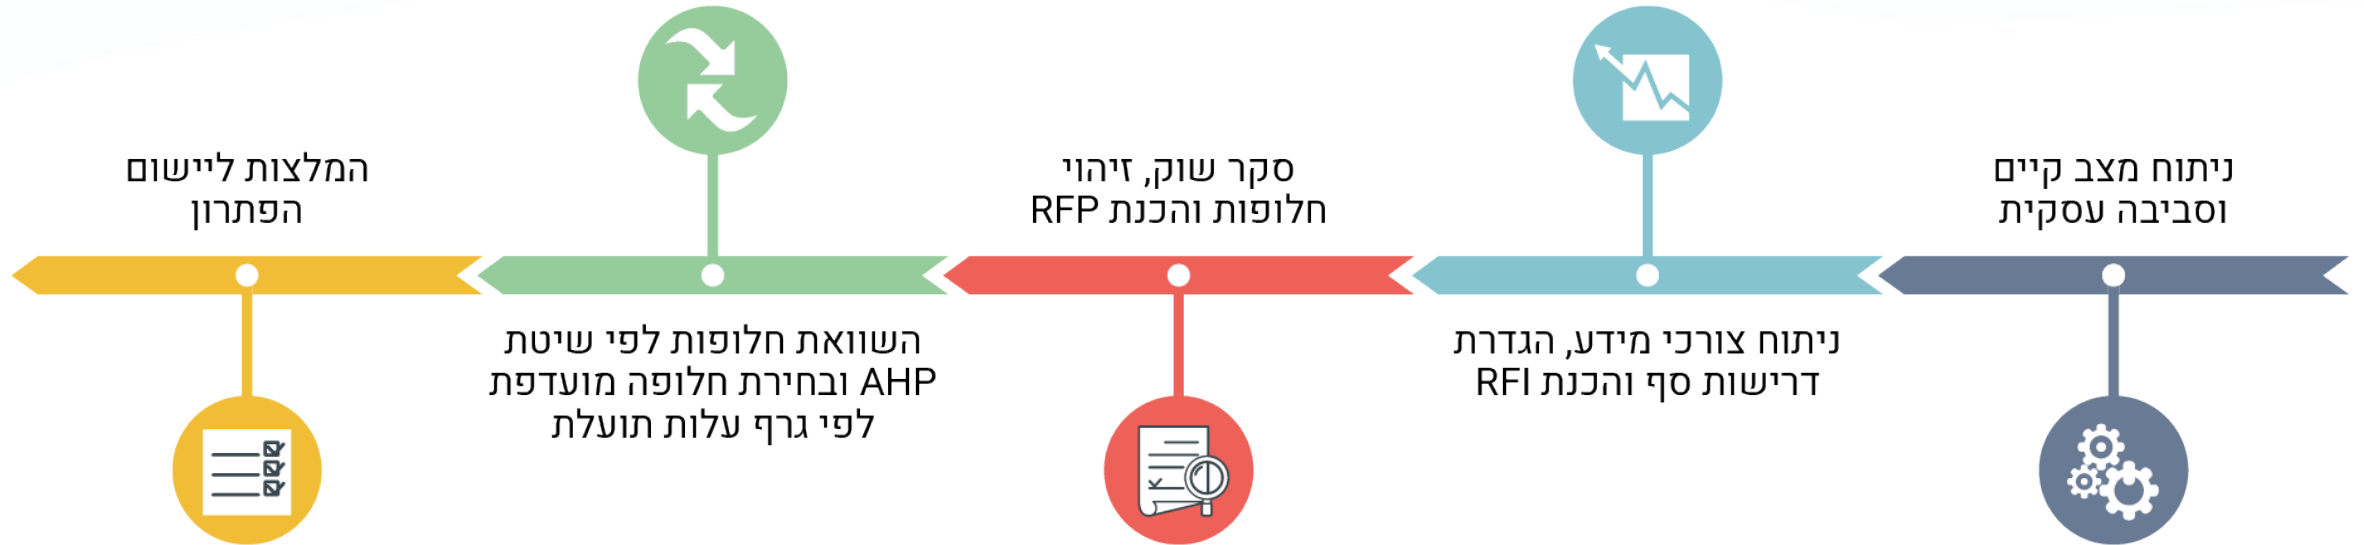 ניתוח מצב קיים
וסביבה עסקית
ניתוח צורכי מידע, הגדרת
דרישות סף והכנת RFI
סקר שוק, זיהוי
חלופות והכנת RFP
השוואת חלופות לפי שיטת
AHP ובחירת חלופה מועדפת
לפי גרף עלות תועלת
המלצות ליישום
הפתרון